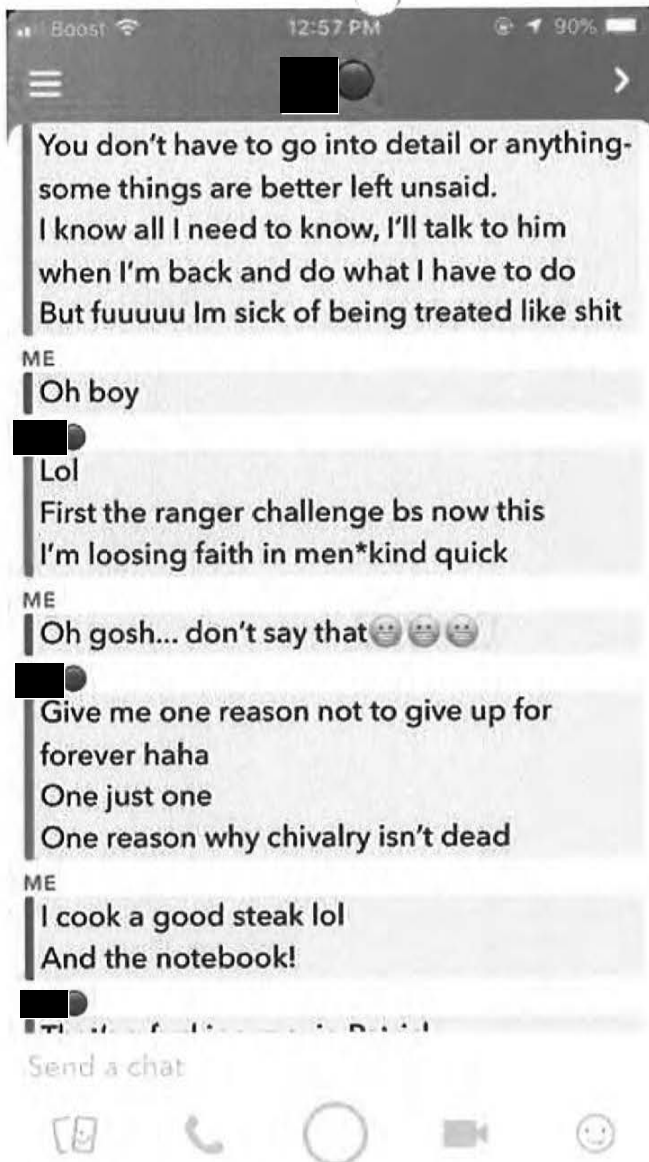 Boost 12:57 PM 90%
You don't have to go into detail or anything-
some things are better left unsaid.
I know all I need to know, I'll talk to him
when I'm back and do what I have to do
But fuuuuu Im sick of being treated like shit
ME
Oh boy
Lol
First the ranger challenge bs now this
I'm loosing faith in men*kind quick
ME
Oh gosh... don't say that😬😬😬
Give me one reason not to give up for
forever haha
One just one
One reason why chivalry isn't dead
ME
I cook a good steak lol
And the notebook!
Send a chat